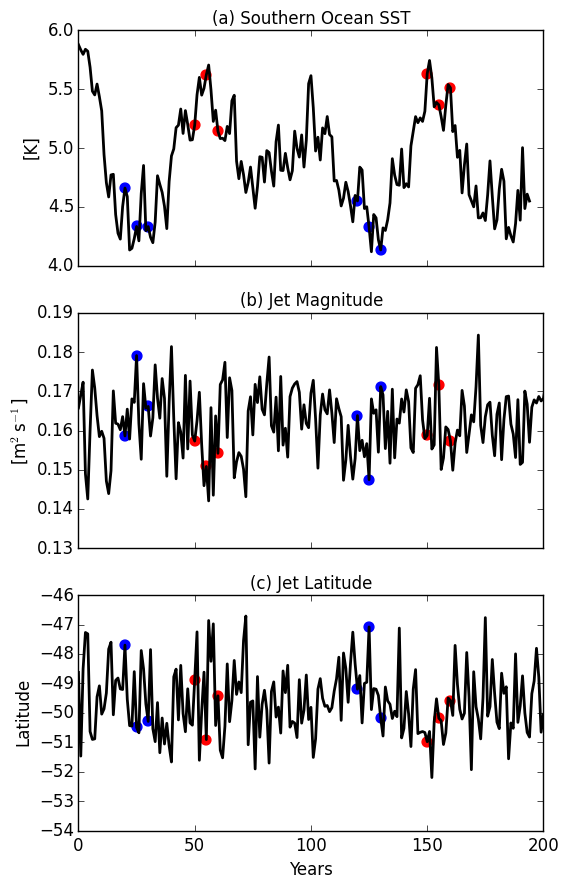 (a) Southern Ocean SST
6.0
5.5
5.0
4.5
4.0
[K]
(b) Jet Magnitude
0.19
0.18
0.17
0.16
0.15
0.14
0.13
[m² s⁻¹]
(c) Jet Latitude
−46
−47
−48
−49
−50
−51
−52
−53
−54
Latitude
0 50 100 150 200
Years